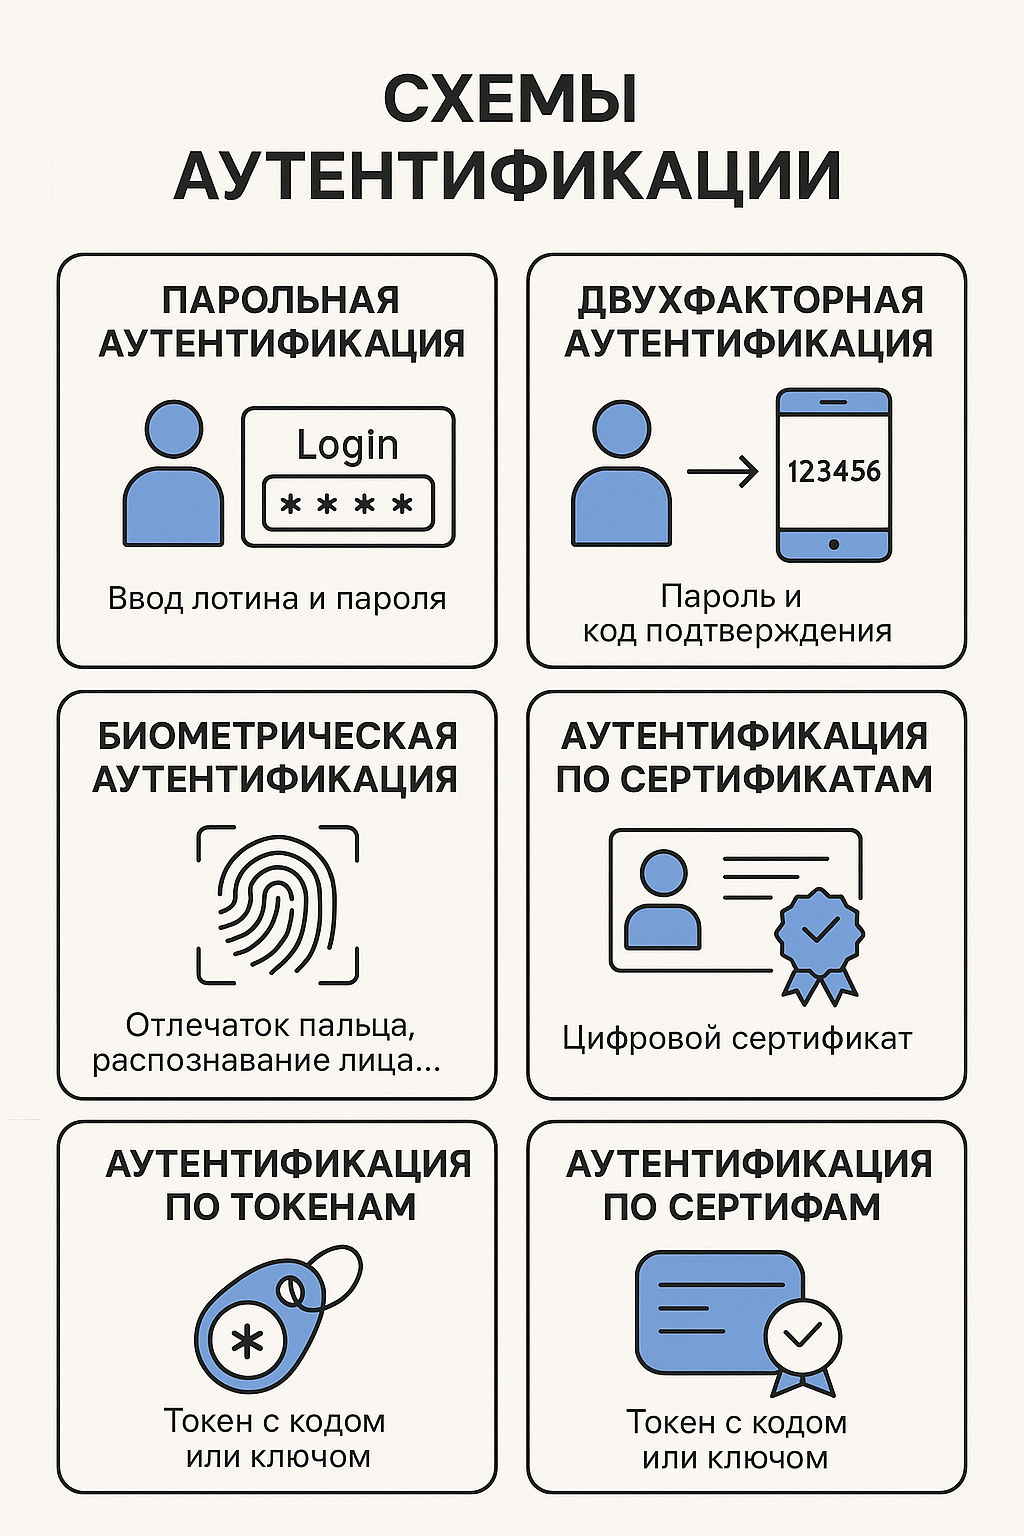 СХЕМЫ
АУТЕНТИФИКАЦИИ
ПАРОЛЬНАЯ
АУТЕНТИФИКАЦИЯ
Login
* * * *
Ввод лотина и пароля
ДВУХФАКТОРНАЯ
АУТЕНТИФИКАЦИЯ
123456
Пароль и
код подтверждения
БИОМЕТРИЧЕСКАЯ
АУТЕНТИФИКАЦИЯ
Отлечаток пальца,
распознавание лица...
АУТЕНТИФИКАЦИЯ
ПО СЕРТИФИКАТАМ
Цифровой сертификат
АУТЕНТИФИКАЦИЯ
ПО ТОКЕНАМ
*
Токен с кодом
или ключом
АУТЕНТИФИКАЦИЯ
ПО СЕРТИФАМ
Токен с кодом
или ключом